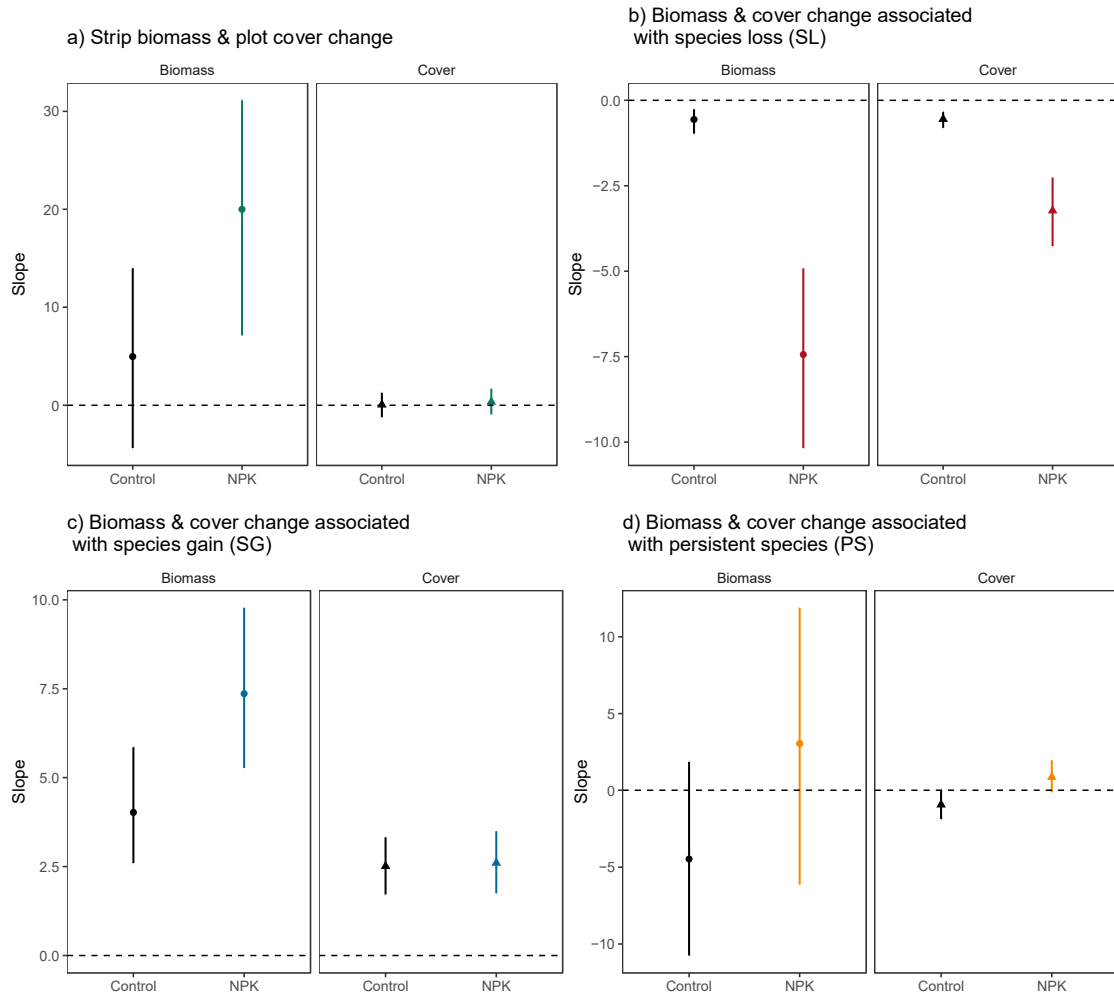 a) Strip biomass & plot cover change
Biomass
Cover
Slope
30
20
10
0
Control
NPK
Control
NPK
b) Biomass & cover change associated
with species loss (SL)
Biomass
Cover
Slope
0.0
−2.5
−5.0
−7.5
−10.0
Control
NPK
Control
NPK
c) Biomass & cover change associated
with species gain (SG)
Biomass
Cover
Slope
10.0
7.5
5.0
2.5
0.0
Control
NPK
Control
NPK
d) Biomass & cover change associated
with persistent species (PS)
Biomass
Cover
Slope
10
5
0
−5
−10
Control
NPK
Control
NPK